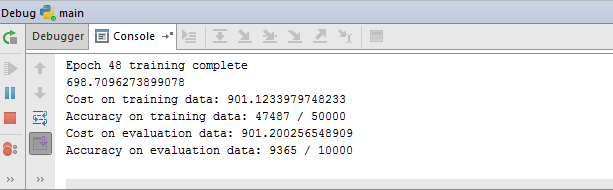 Debug main
Debugger Console
Epoch 48 training complete
698.7096273899078
Cost on training data: 901.1233979748233
Accuracy on training data: 47487 / 50000
Cost on evaluation data: 901.200256548909
Accuracy on evaluation data: 9365 / 10000